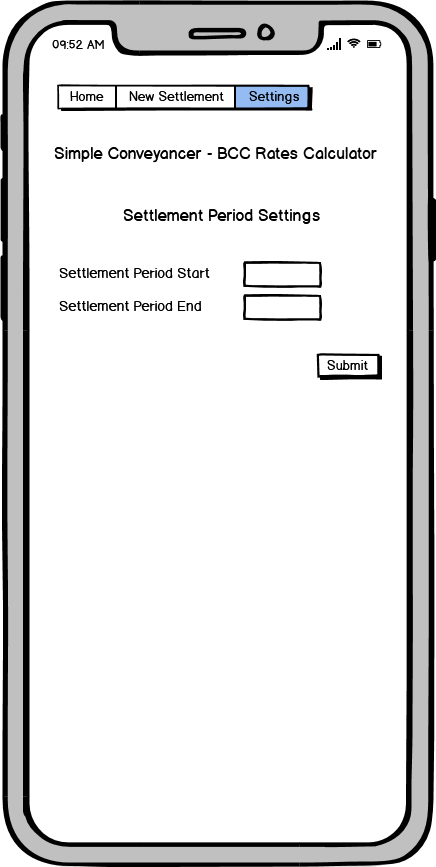 09:52 AM
Home New Settlement Settings
Simple Conveyancer - BCC Rates Calculator
Settlement Period Settings
Settlement Period Start
Settlement Period End
Submit